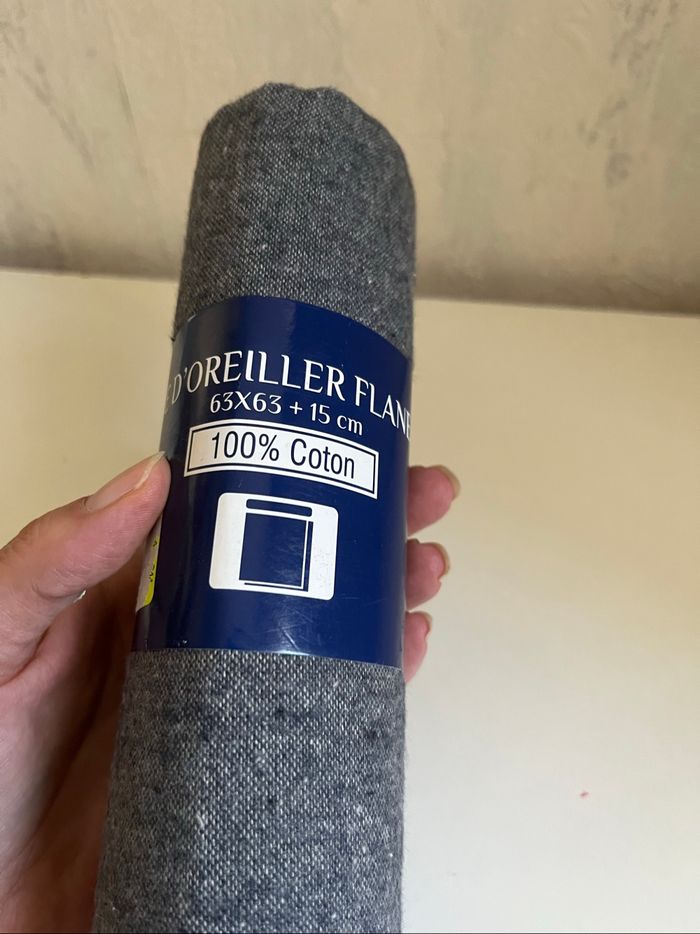 D'OREILLER FLANE
63X63 + 15 cm
100% Coton